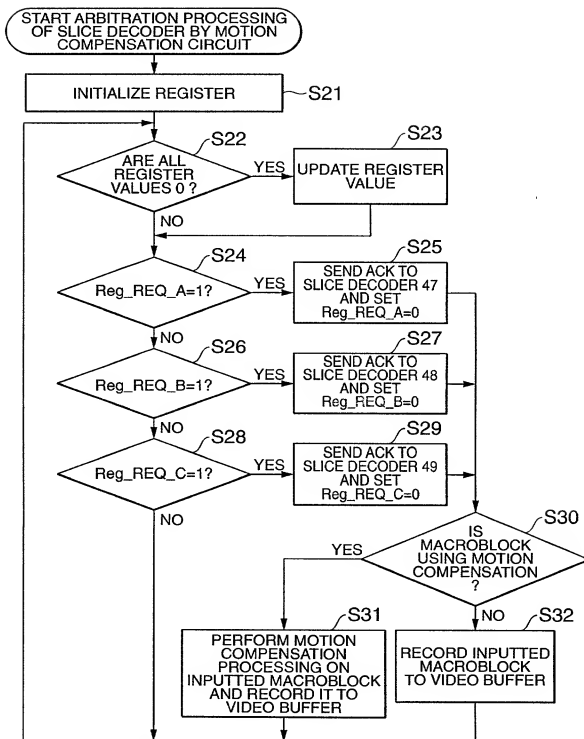 START ARBITRATION PROCESSING
OF SLICE DECODER BY MOTION
COMPENSATION CIRCUIT
INITIALIZE REGISTER
S21
S22
ARE ALL
REGISTER
VALUES 0 ?
YES
NO
S23
UPDATE REGISTER
VALUE
S24
Reg_REQ_A=1?
YES
NO
S25
SEND ACK TO
SLICE DECODER 47
AND SET
Reg_REQ_A=0
S26
Reg_REQ_B=1?
YES
NO
S27
SEND ACK TO
SLICE DECODER 48
AND SET
Reg_REQ_B=0
S28
Reg_REQ_C=1?
YES
NO
S29
SEND ACK TO
SLICE DECODER 49
AND SET
Reg_REQ_C=0
S30
IS
MACROBLOCK
USING MOTION
COMPENSATION
?
YES
NO
S31
PERFORM MOTION
COMPENSATION
PROCESSING ON
INPUTTED MACROBLOCK
AND RECORD IT TO
VIDEO BUFFER
S32
RECORD INPUTTED
MACROBLOCK
TO VIDEO BUFFER